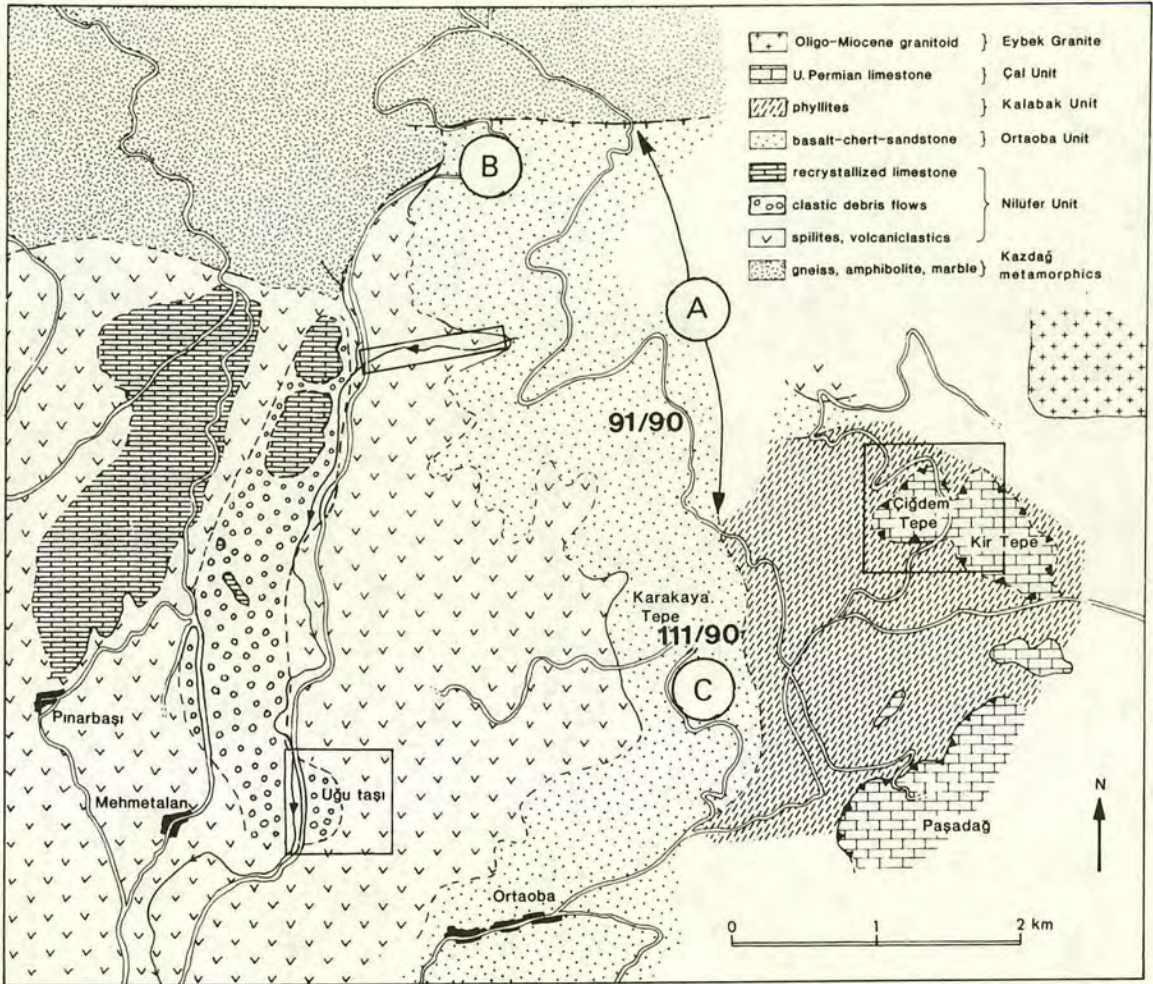 Oligo-Miocene granitoid } Eybek Granite
U. Permian limestone } Çal Unit
phyllites } Kalabak Unit
basalt-chert-sandstone } Ortaoba Unit
recrystallized limestone
clastic debris flows } Nilüfer Unit
spilites, volcaniclastics
gneiss, amphibolite, marble } Kazdağ metamorphics
B
A
91/90
Çiğdem
Tepe
Kir Tepe
Karakaya
Tepe
111/90
C
Pınarbaşı
Mehmetalan
Uğu taşı
Paşadağ
N
Ortaoba
0 1 2 km